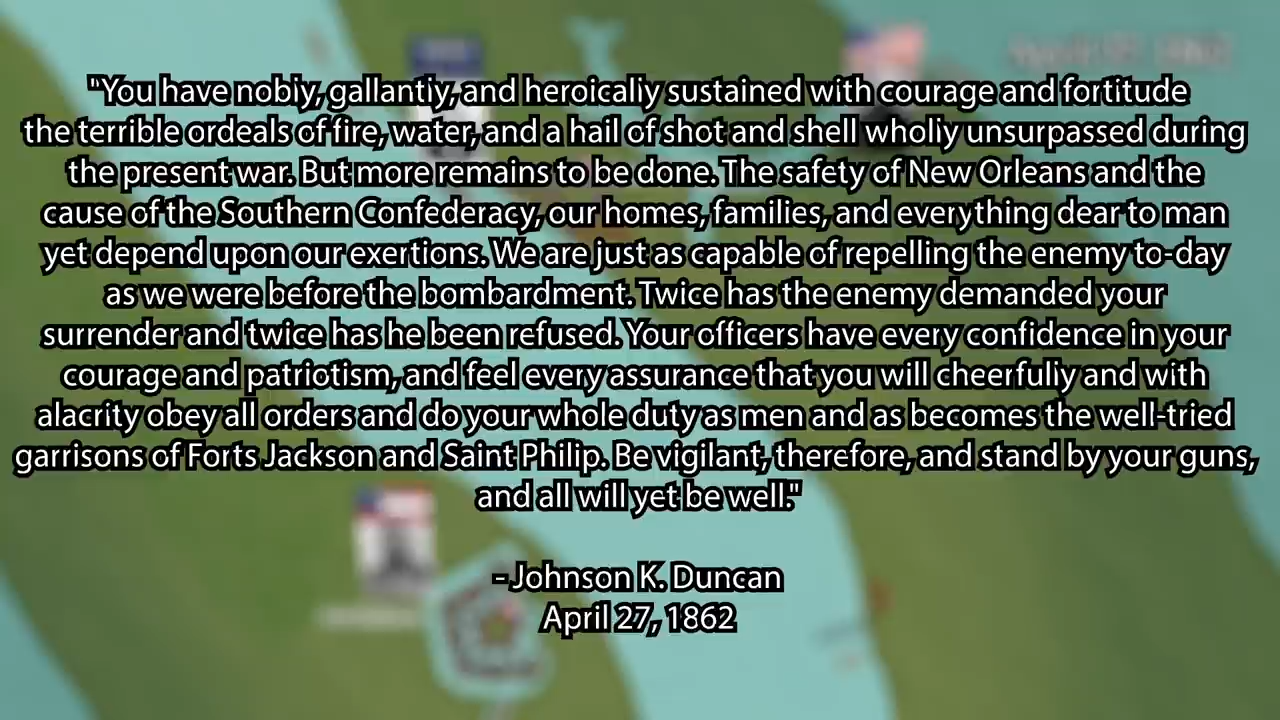 "You have nobly, gallantly, and heroically sustained with courage and fortitude
the terrible ordeals of fire, water, and a hail of shot and shell wholly unsurpassed during
the present war. But more remains to be done. The safety of New Orleans and the
cause of the Southern Confederacy, our homes, families, and everything dear to man
yet depend upon our exertions. We are just as capable of repelling the enemy to-day
as we were before the bombardment. Twice has the enemy demanded your
surrender and twice has he been refused. Your officers have every confidence in your
courage and patriotism, and feel every assurance that you will cheerfully and with
alacrity obey all orders and do your whole duty as men and as becomes the well-tried
garrisons of Forts Jackson and Saint Philip. Be vigilant, therefore, and stand by your guns,
and all will yet be well."
- Johnson K. Duncan
April 27, 1862